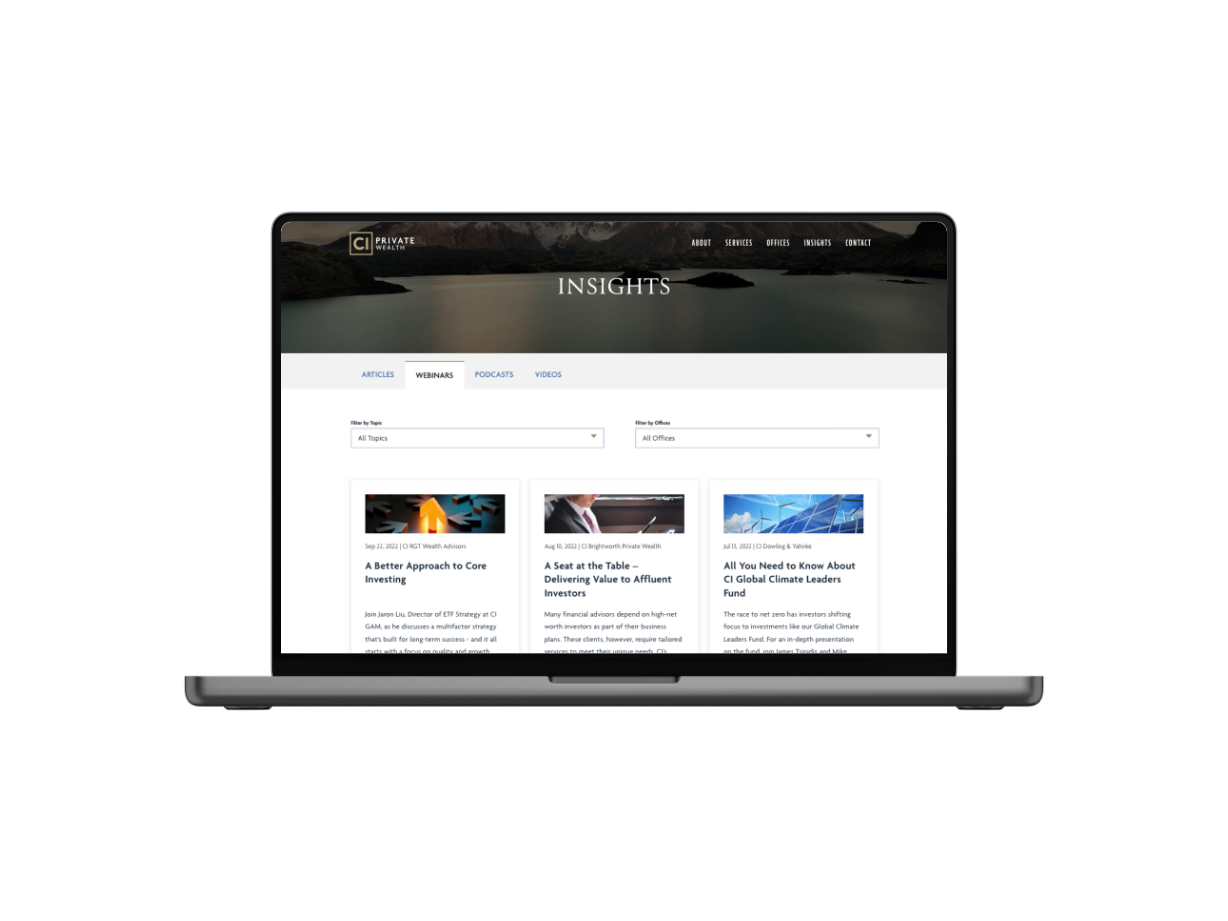 CI PRIVATE
WEALTH
ABOUT SERVICES OFFICES INSIGHTS CONTACT
INSIGHTS
ARTICLES WEBINARS PODCASTS VIDEOS
Filter by Topic
All Topics
Filter by Offices
All Offices
Sep 22, 2022 | CI RGT Wealth Advisors
A Better Approach to Core
Investing
Join Jaron Liu, Director of ETF Strategy at CI
GAM, as he discusses a multifactor strategy
that's built for long-term success - and it all
starts with a focus on quality and growth
Aug 10, 2022 | CI Brightworth Private Wealth
A Seat at the Table –
Delivering Value to Affluent
Investors
Many financial advisors depend on high-net
worth investors as part of their business
plans. These clients, however, require tailored
services to meet their unique needs. CI's
Jul 13, 2022 | CI Dowling & Yahnke
All You Need to Know About
CI Global Climate Leaders
Fund
The race to net zero has investors shifting
focus to investments like our Global Climate
Leaders Fund. For an in-depth presentation
on the fund, join James Tsipidis and Mike